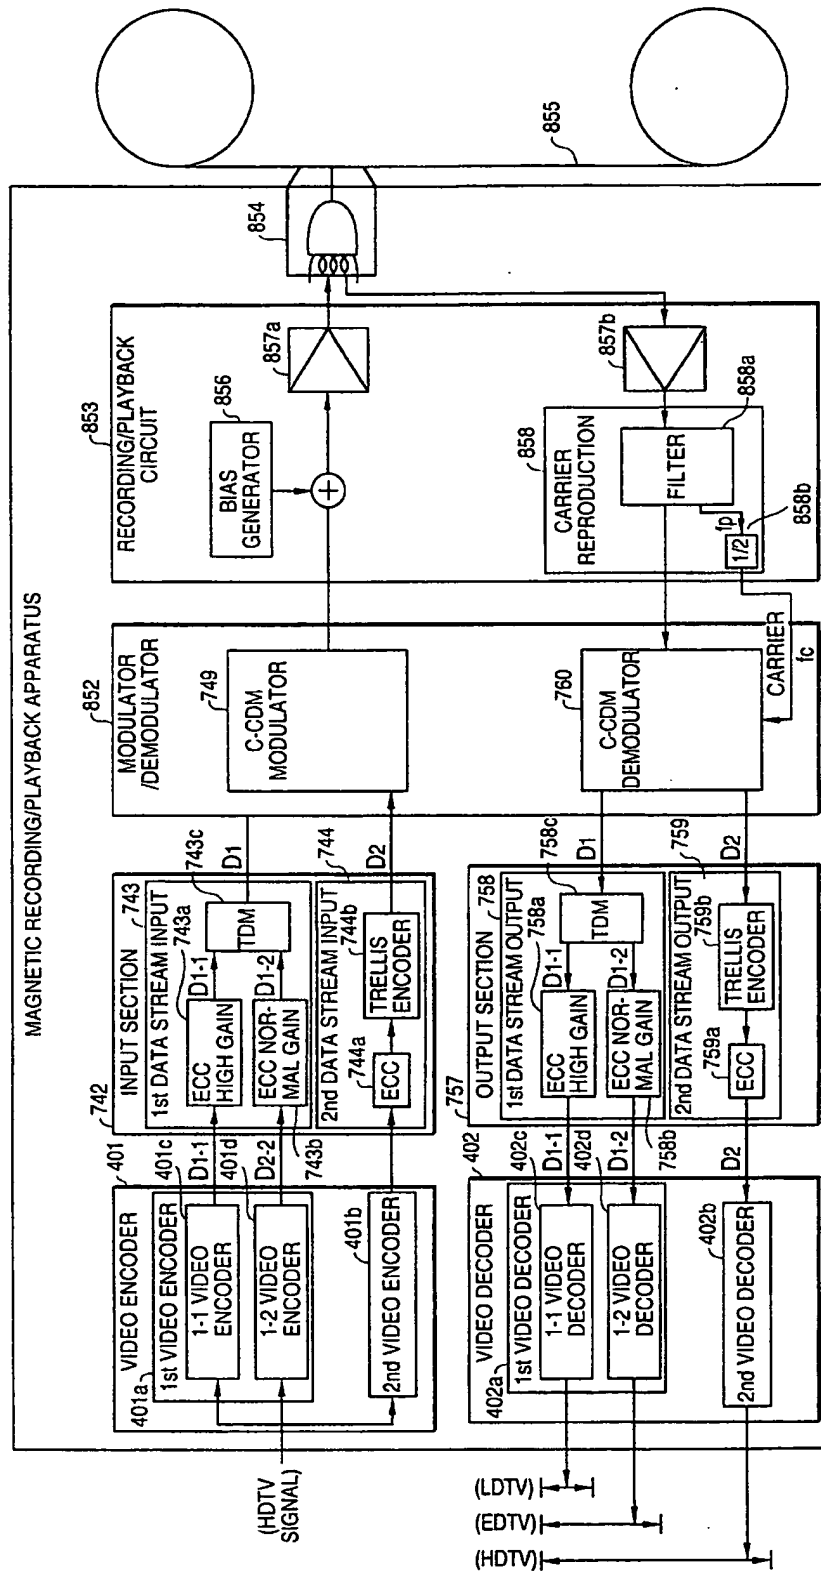 MAGNETIC RECORDING/PLAYBACK APPARATUS
(HDTV
SIGNAL)
401
VIDEO ENCODER
401a
1st VIDEO ENCODER
401c
1-1 VIDEO
ENCODER
401d
1-2 VIDEO
ENCODER
401b
2nd VIDEO ENCODER
D1-1
D2-2
742
INPUT SECTION
743
1st DATA STREAM INPUT
743a
ECC
HIGH GAIN
ECC NOR-
MAL GAIN
743b
D1-1
D1-2
743c
TDM
744
2nd DATA STREAM INPUT
744a
ECC
744b
TRELLIS
ENCODER
D1
D2
852
MODULATOR
/DEMODULATOR
749
C-CDM
MODULATOR
853
RECORDING/PLAYBACK
CIRCUIT
856
BIAS
GENERATOR
+
857a
854
855
857b
858
CARRIER
REPRODUCTION
858a
FILTER
fp
1/2
858b
CARRIER
fc
760
C-CDM
DEMODULATOR
D1
D2
757
OUTPUT SECTION
758
1st DATA STREAM OUTPUT
758c
TDM
D1-1
D1-2
758a
ECC
HIGH GAIN
ECC NOR-
MAL GAIN
758b
759
2nd DATA STREAM OUTPUT
759b
TRELLIS
ENCODER
759a
ECC
D1-1
D1-2
D2
402
VIDEO DECODER
402a
1st VIDEO DECODER
402c
1-1 VIDEO
DECODER
402d
1-2 VIDEO
DECODER
402b
2nd VIDEO DECODER
(LDTV)
(EDTV)
(HDTV)